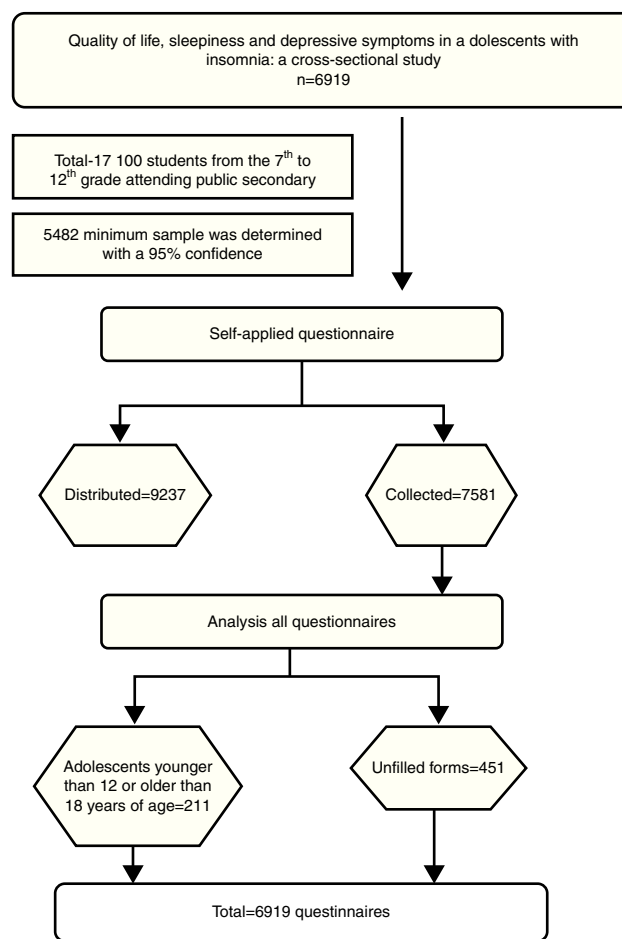 Quality of life, sleepiness and depressive symptoms in a dolescents with
insomnia: a cross-sectional study
n=6919
Total-17 100 students from the 7th to
12th grade attending public secondary
5482 minimum sample was determined
with a 95% confidence
Self-applied questionnaire
Distributed=9237
Collected=7581
Analysis all questionnaires
Adolescents younger
than 12 or older than
18 years of age=211
Unfilled forms=451
Total=6919 questinnaires